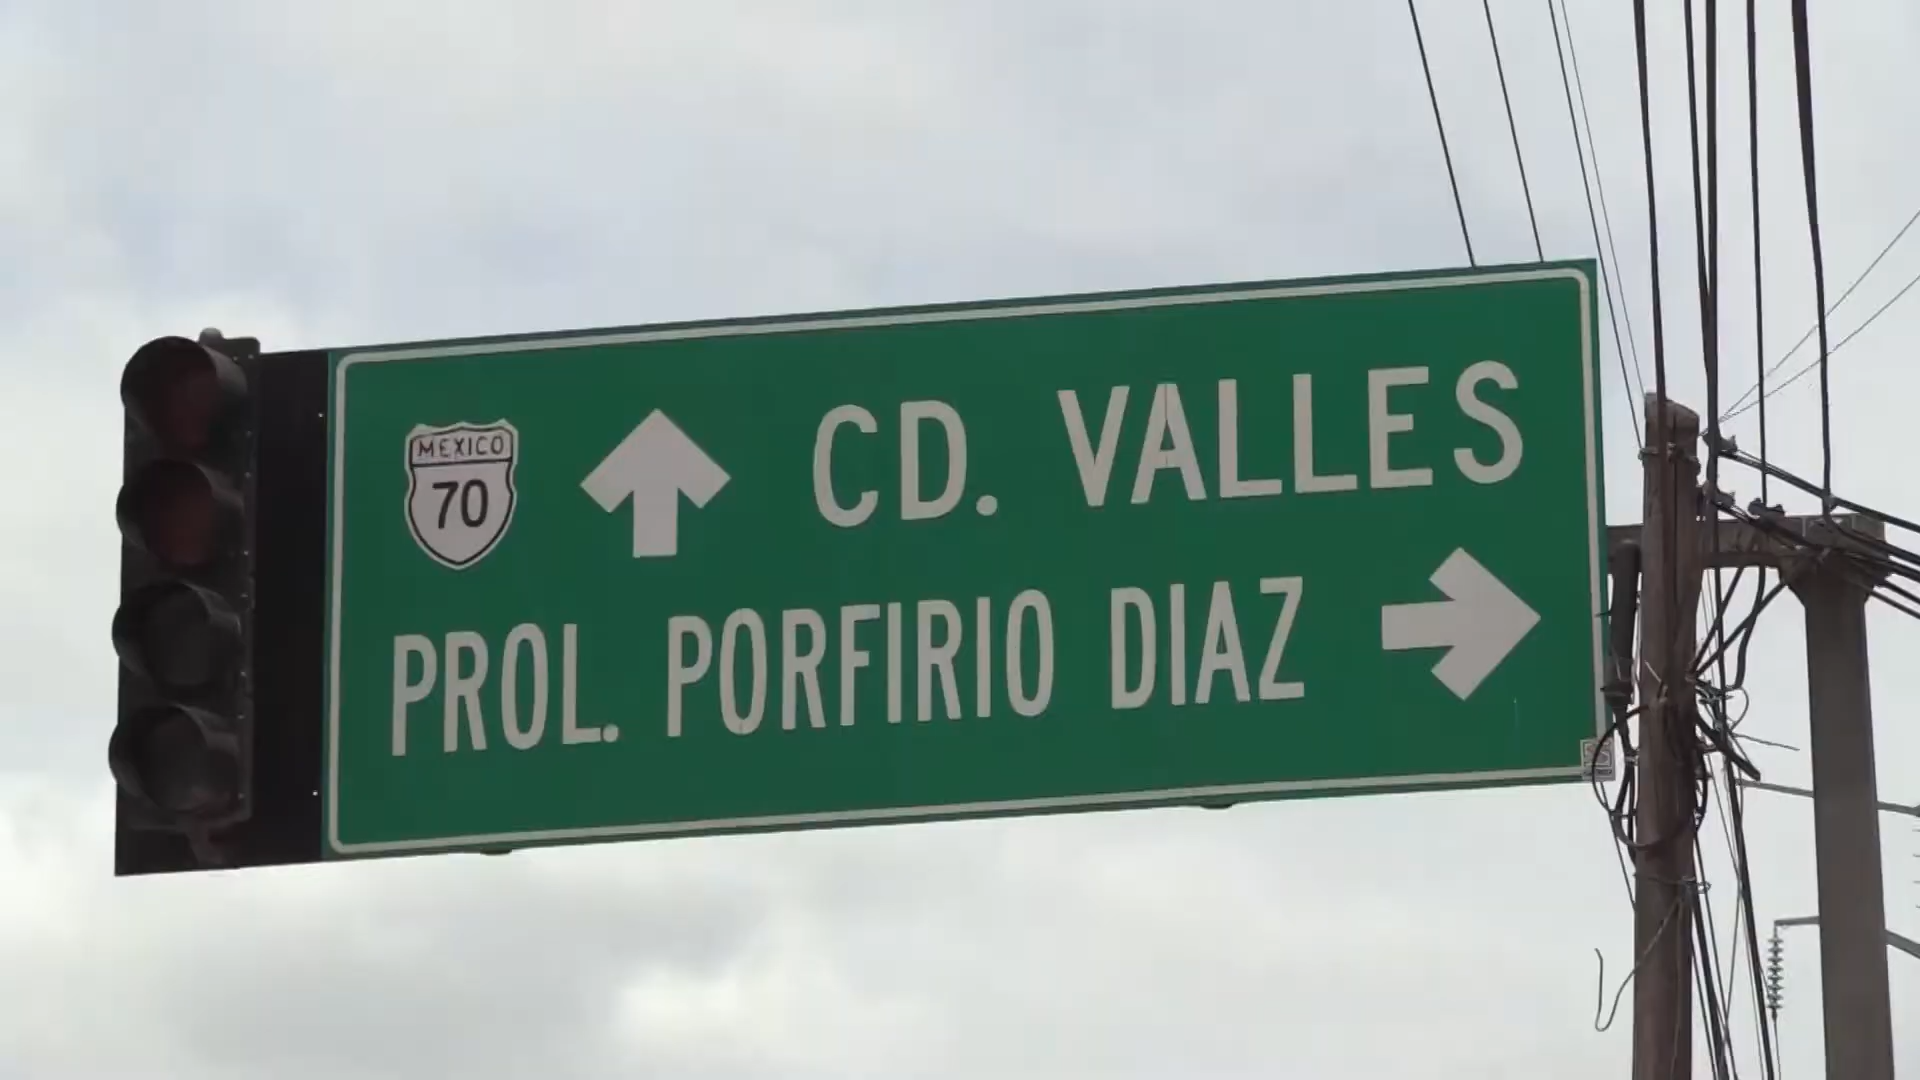 MEXICO
70
CD. VALLES
PROL. PORFIRIO DIAZ